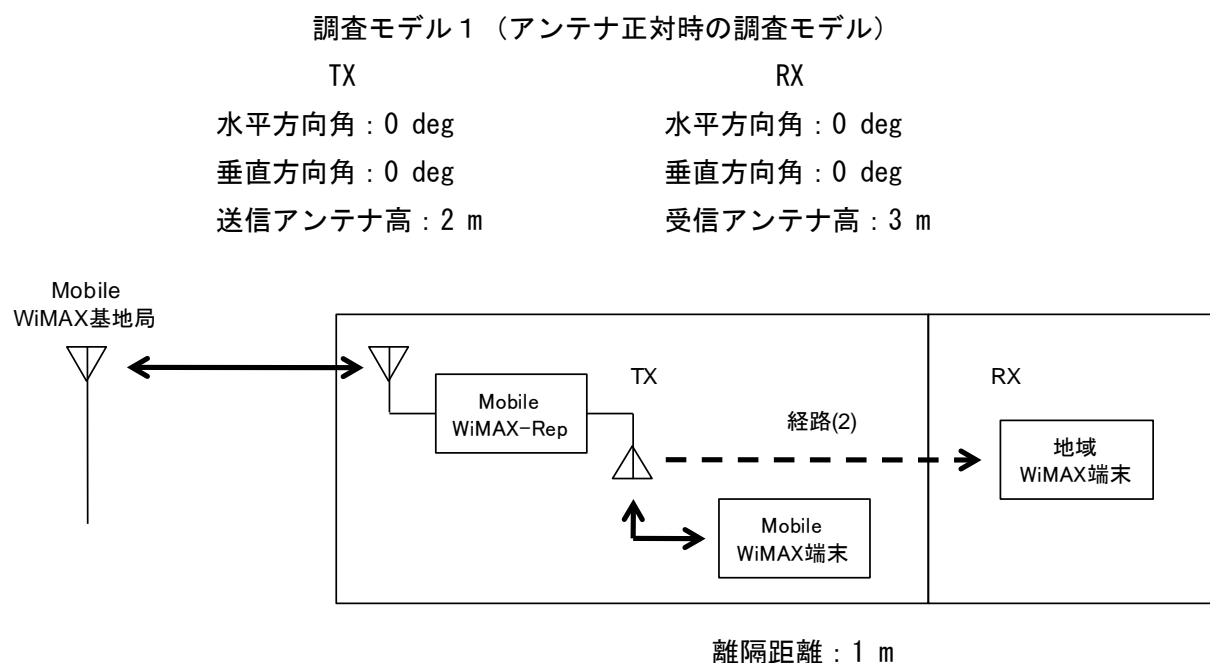 調査モデル１（アンテナ正対時の調査モデル）
TX
水平方向角：0 deg
垂直方向角：0 deg
送信アンテナ高：2 m
RX
水平方向角：0 deg
垂直方向角：0 deg
受信アンテナ高：3 m
Mobile
WiMAX基地局
Mobile
WiMAX-Rep
TX
経路(2)
RX
地域
WiMAX端末
Mobile
WiMAX端末
離隔距離：1 m